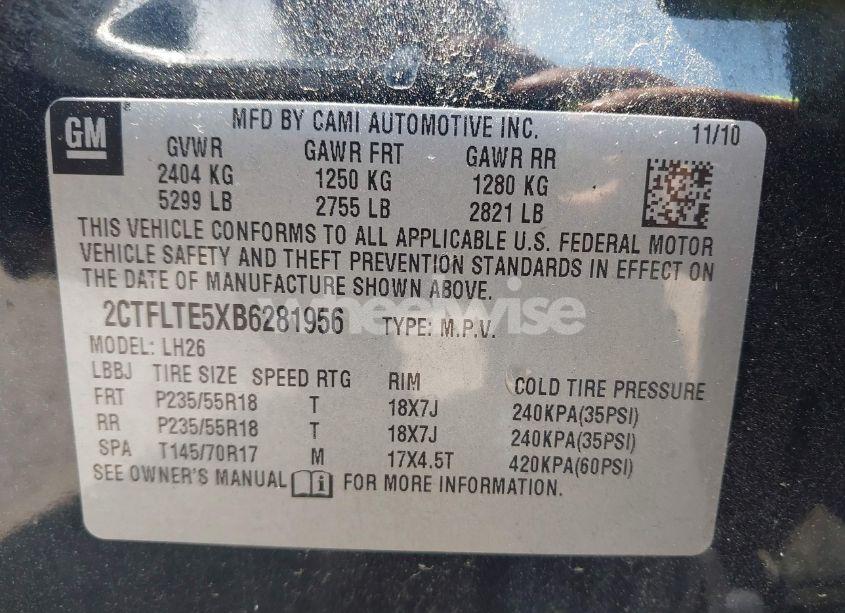 GM
MFD BY CAMI AUTOMOTIVE INC. 11/10
GVWR GAWR FRT GAWR RR
2404 KG 1250 KG 1280 KG
5299 LB 2755 LB 2821 LB
THIS VEHICLE CONFORMS TO ALL APPLICABLE U.S. FEDERAL MOTOR
VEHICLE SAFETY AND THEFT PREVENTION STANDARDS IN EFFECT ON
THE DATE OF MANUFACTURE SHOWN ABOVE.
wheelwise
2CTFLTE5XB6281956 TYPE: M.P.V.
MODEL: LH26
LBBJ TIRE SIZE SPEED RTG RIM COLD TIRE PRESSURE
FRT P235/55R18 T 18X7J 240KPA(35PSI)
RR P235/55R18 T 18X7J 240KPA(35PSI)
SPA T145/70R17 M 17X4.5T 420KPA(60PSI)
SEE OWNER'S MANUAL i FOR MORE INFORMATION.